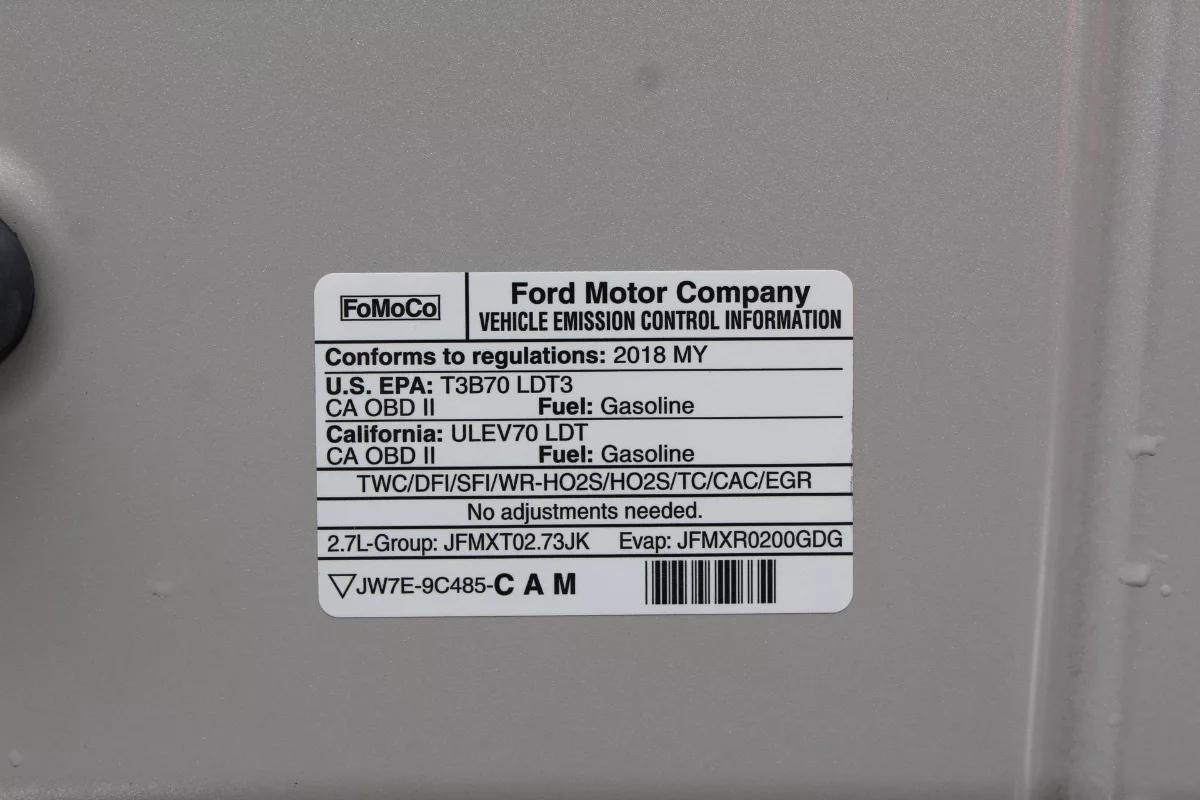 FoMoCo
Ford Motor Company
VEHICLE EMISSION CONTROL INFORMATION
Conforms to regulations: 2018 MY
U.S. EPA: T3B70 LDT3
CA OBD II Fuel: Gasoline
California: ULEV70 LDT
CA OBD II Fuel: Gasoline
TWC/DFI/SFI/WR-HO2S/HO2S/TC/CAC/EGR
No adjustments needed.
2.7L-Group: JFMXT02.73JK Evap: JFMXR0200GDG
▽JW7E-9C485-C A M